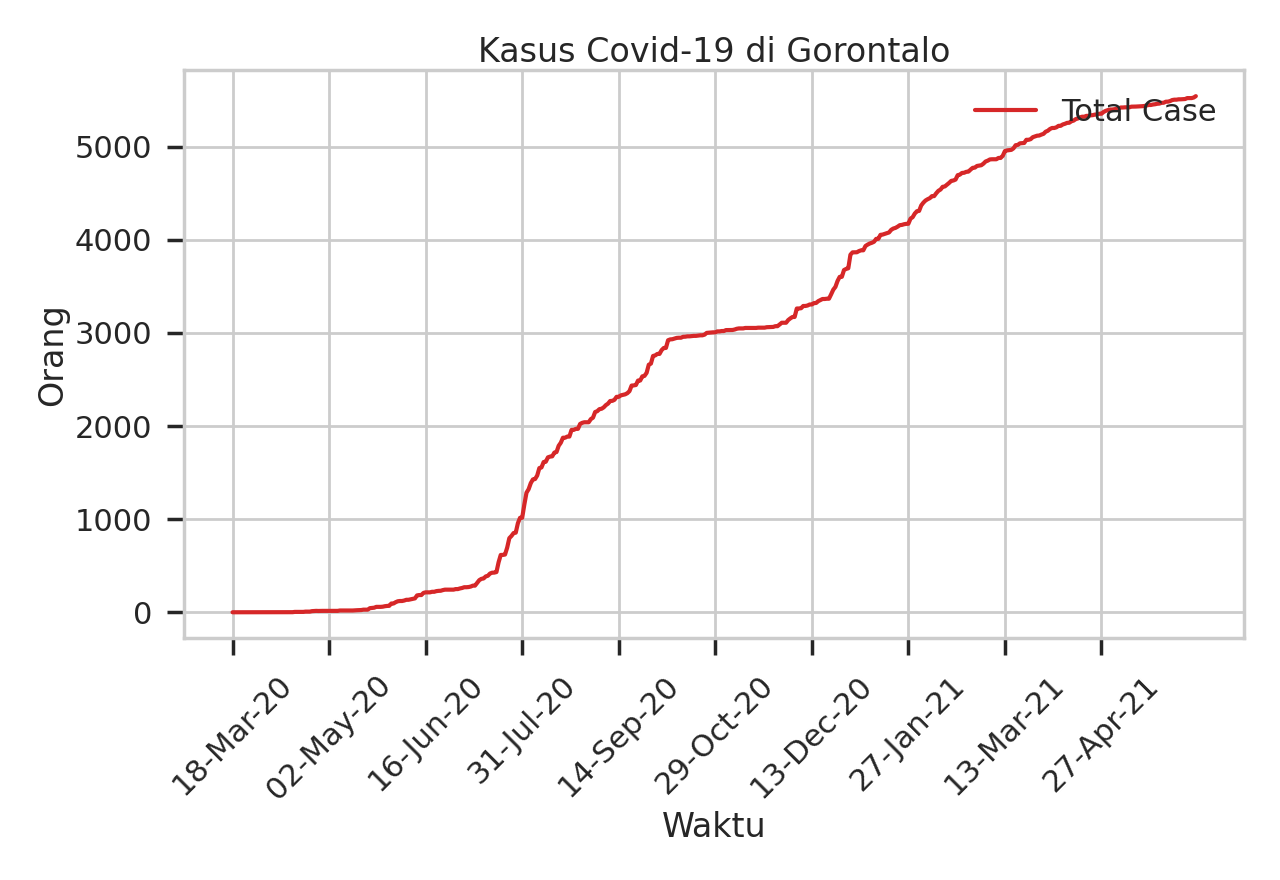 Kasus Covid-19 di Gorontalo
Total Case
5000
4000
3000
2000
1000
0
Orang
18-Mar-20
02-May-20
16-Jun-20
31-Jul-20
14-Sep-20
29-Oct-20
13-Dec-20
27-Jan-21
13-Mar-21
27-Apr-21
Waktu